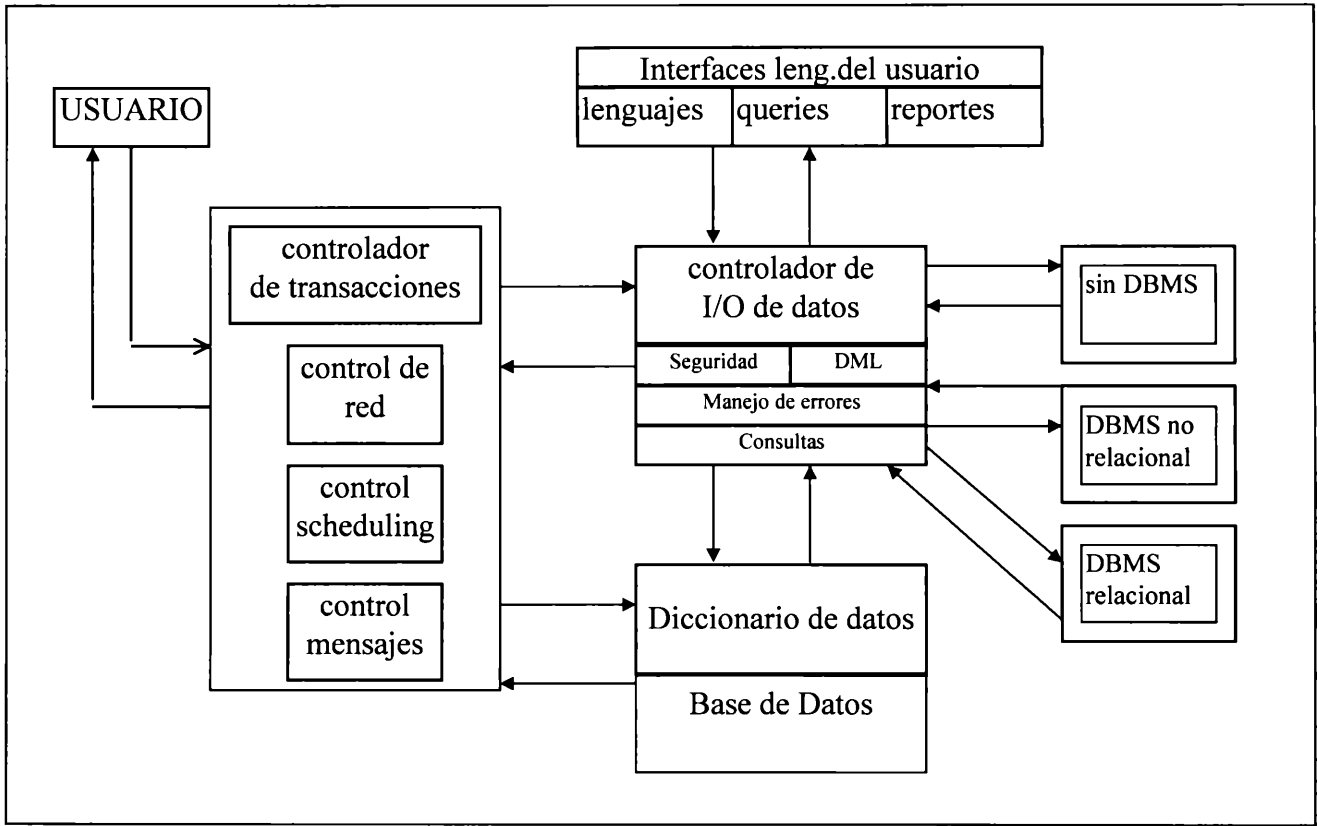 USUARIO
Interfaces leng.del usuario
lenguajes queries reportes
controlador
de transacciones
control de
red
control
scheduling
control
mensajes
controlador de
I/O de datos
Seguridad DML
Manejo de errores
Consultas
Diccionario de datos
Base de Datos
sin DBMS
DBMS no
relacional
DBMS
relacional